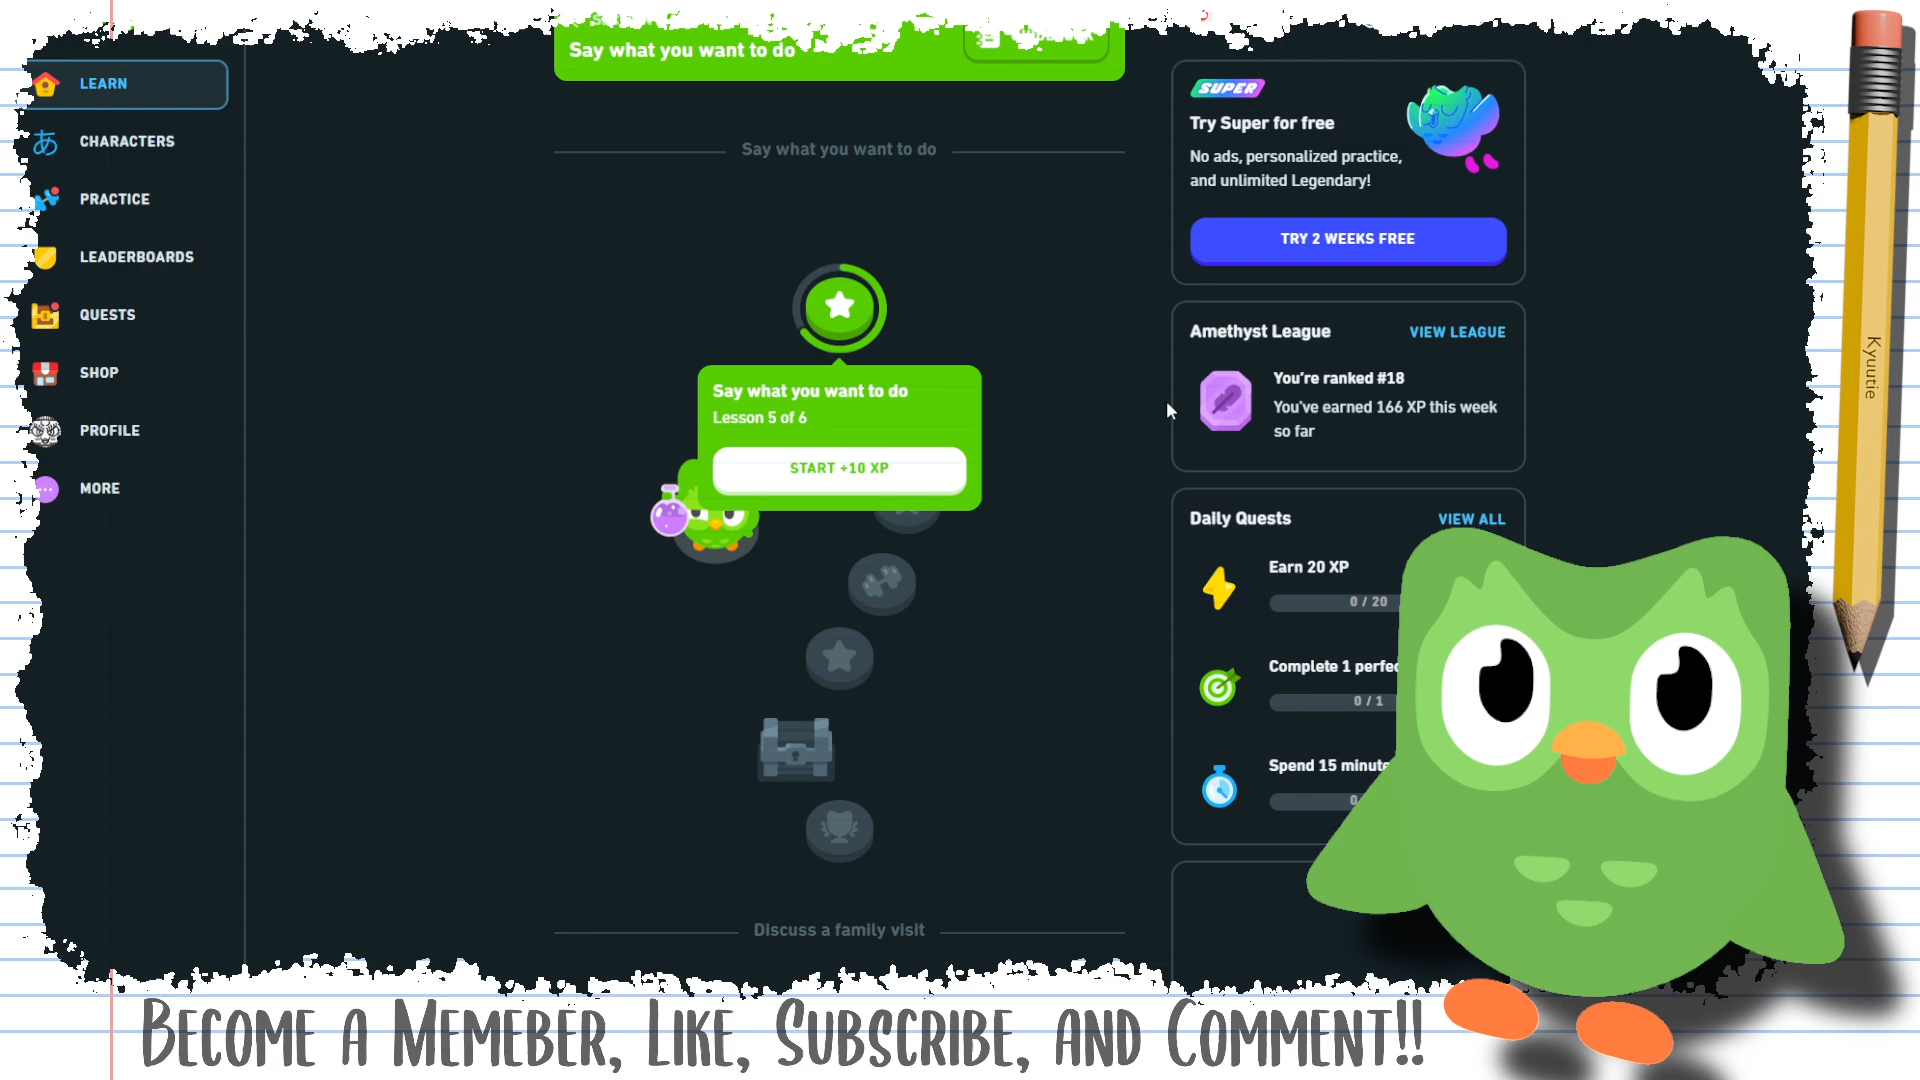 Say what you want to do
LEARN
CHARACTERS
PRACTICE
LEADERBOARDS
QUESTS
SHOP
PROFILE
MORE
Say what you want to do
Say what you want to do
Lesson 5 of 6
START +10 XP
Discuss a family visit
SUPER
Try Super for free
No ads, personalized practice,
and unlimited Legendary!
TRY 2 WEEKS FREE
Amethyst League
VIEW LEAGUE
You're ranked #18
You've earned 166 XP this week
so far
Daily Quests
VIEW ALL
Earn 20 XP
0 / 20
Complete 1
0 / 1
Spend 15
0
あ
Kyuutie
BECOME A MEMEBER, LIKE, SUBSCRIBE, AND COMMENT!!